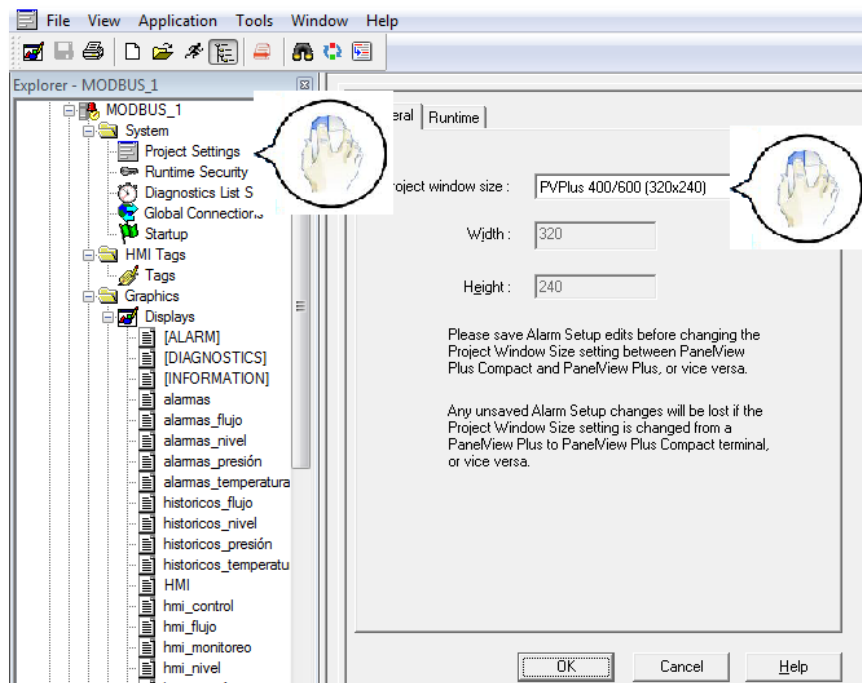 File View Application Tools Window Help
Explorer - MODBUS_1
MODBUS_1
System
Project Settings
Runtime Security
Diagnostics List S
Global Connections
Startup
HMI Tags
Tags
Graphics
Displays
[ALARM]
[DIAGNOSTICS]
[INFORMATION]
alarmas
alarmas_flujo
alarmas_nivel
alarmas_presión
alarmas_temperatura
historicos_flujo
historicos_nivel
historicos_presión
historicos_temperatu
HMI
hmi_control
hmi_flujo
hmi_monitoreo
hmi_nivel
eral Runtime
roject window size : PVPlus 400/600 (320x240)
Width : 320
Height : 240
Please save Alarm Setup edits before changing the
Project Window Size setting between PanelView
Plus Compact and PanelView Plus, or vice versa.
Any unsaved Alarm Setup changes will be lost if the
Project Window Size setting is changed from a
PanelView Plus to PanelView Plus Compact terminal,
or vice versa.
OK Cancel Help